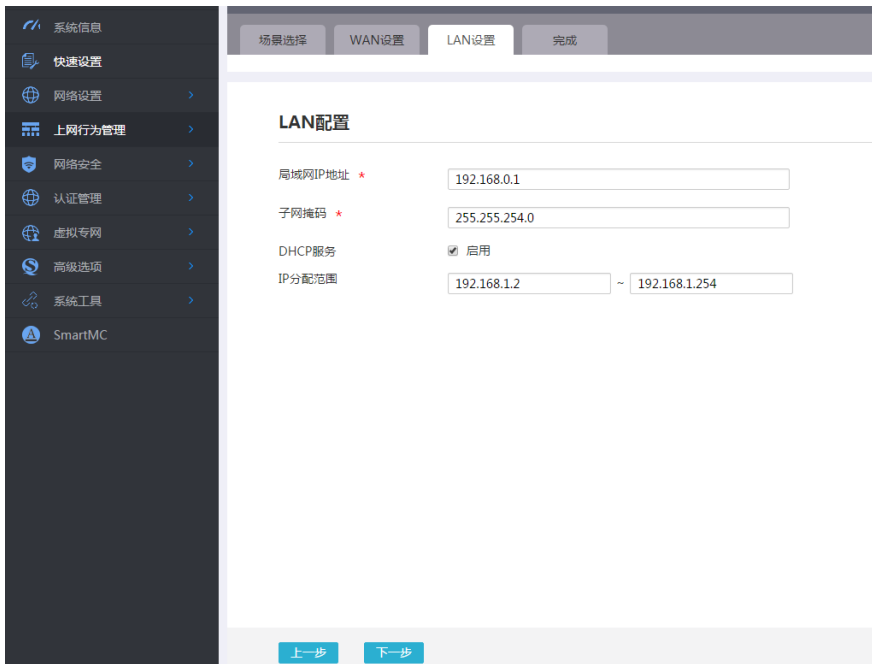 系统信息
快速设置
网络设置
上网行为管理
网络安全
认证管理
虚拟专网
高级选项
系统工具
SmartMC
场景选择 WAN设置 LAN设置 完成
LAN配置
局域网IP地址 * 192.168.0.1
子网掩码 * 255.255.254.0
DHCP服务 启用
IP分配范围 192.168.1.2 ~ 192.168.1.254
上一步 下一步